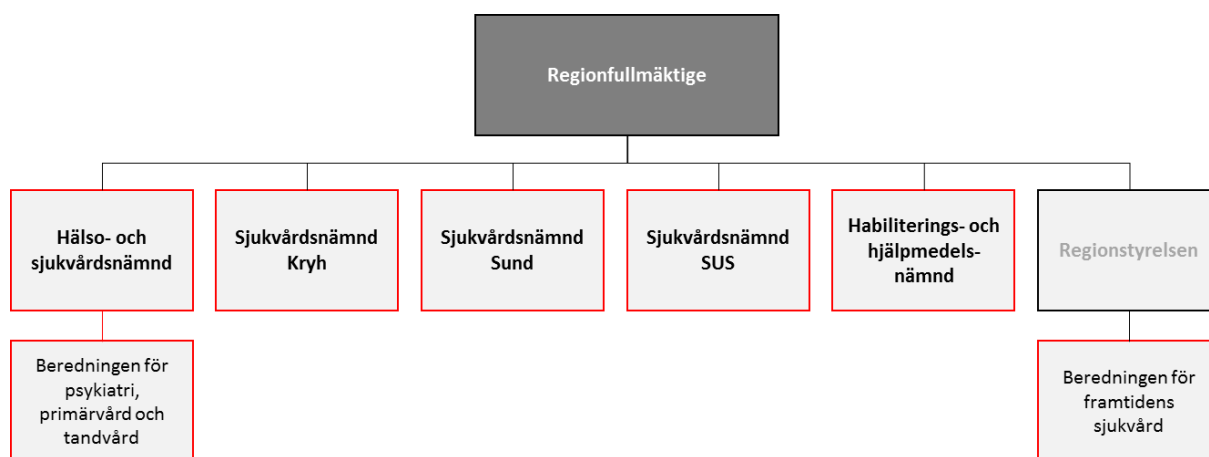 Regionfullmäktige
Hälso- och
sjukvårdsnämnd
Sjukvårdsnämnd
Kryh
Sjukvårdsnämnd
Sund
Sjukvårdsnämnd
SUS
Habiliterings- och
hjälpmedels-
nämnd
Regionstyrelsen
Beredningen för
psykiatri,
primärvård och
tandvård
Beredningen för
framtidens
sjukvård